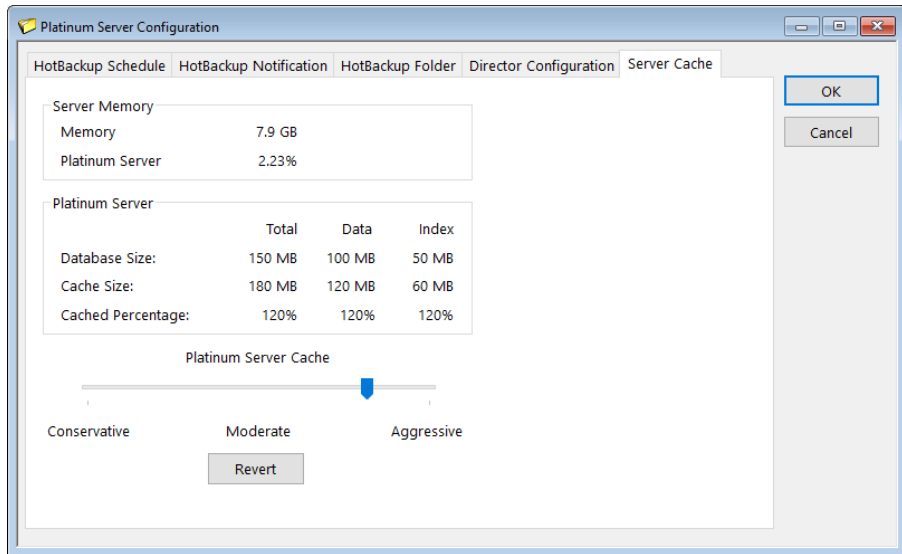 Platinum Server Configuration
HotBackup Schedule HotBackup Notification HotBackup Folder Director Configuration Server Cache
OK
Cancel
Server Memory
Memory 7.9 GB
Platinum Server 2.23%
Platinum Server
Total Data Index
Database Size: 150 MB 100 MB 50 MB
Cache Size: 180 MB 120 MB 60 MB
Cached Percentage: 120% 120% 120%
Platinum Server Cache
Conservative Moderate Aggressive
Revert